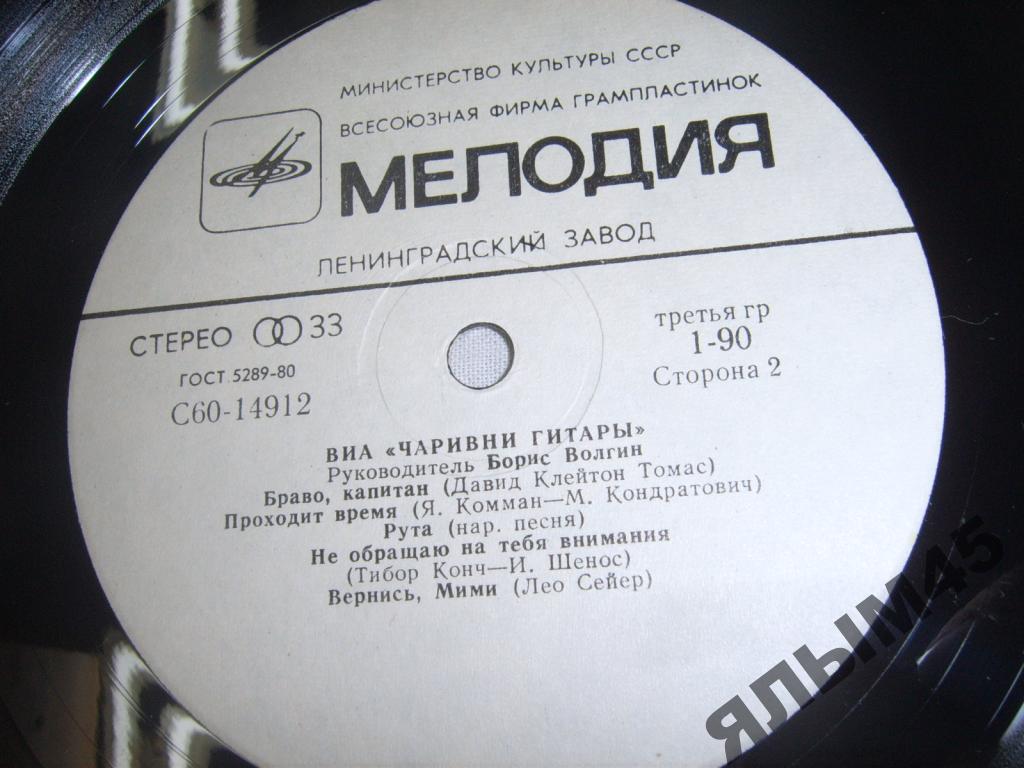 МИНИСТЕРСТВО КУЛЬТУРЫ СССР
ВСЕСОЮЗНАЯ ФИРМА ГРАМПЛАСТИНОК
МЕЛОДИЯ
ЛЕНИНГРАДСКИЙ ЗАВОД
СТЕРЕО 33
ГОСТ 5289-80
С60-14912
третья гр
1-90
Сторона 2
ВИА «ЧАРИВНИ ГИТАРЫ»
Руководитель Борис Волгин
Браво, капитан (Давид Клейтон Томас)
Проходит время (Я. Комман—М. Кондратович)
Рута (нар. песня)
Не обращаю на тебя внимания
(Тибор Конч—И. Шенос)
Вернись, Мими (Лео Сейер)
ЯЛЫМ45